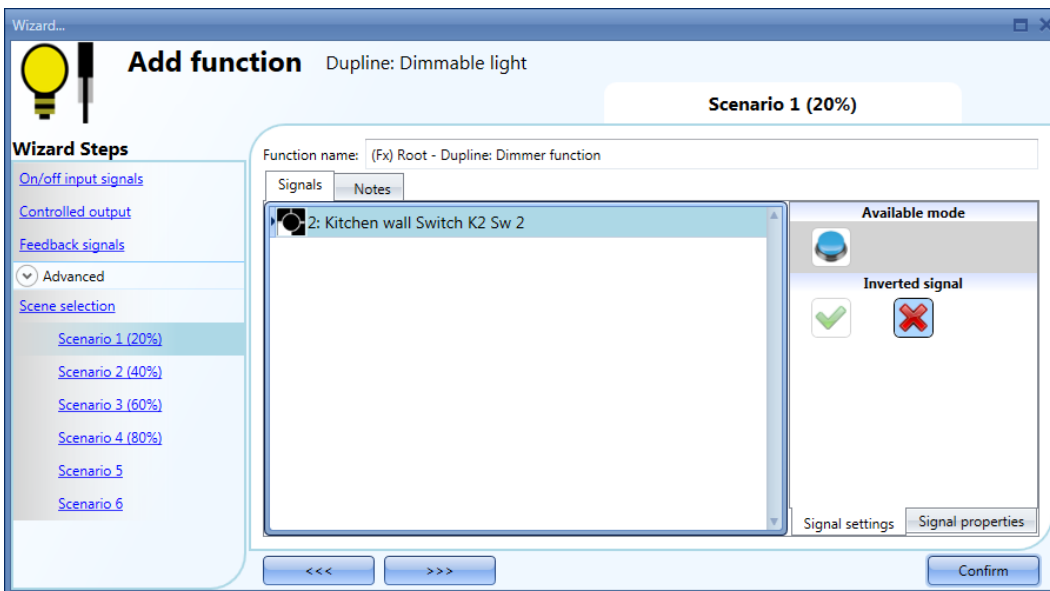 Wizard...
Add function Dupline: Dimmable light
Scenario 1 (20%)
Wizard Steps
On/off input signals
Controlled output
Feedback signals
Advanced
Scene selection
Scenario 1 (20%)
Scenario 2 (40%)
Scenario 3 (60%)
Scenario 4 (80%)
Scenario 5
Scenario 6
Function name: (Fx) Root - Dupline: Dimmer function
Signals Notes
2: Kitchen wall Switch K2 Sw 2
Available mode
Inverted signal
Signal settings Signal properties
<<< >>> Confirm